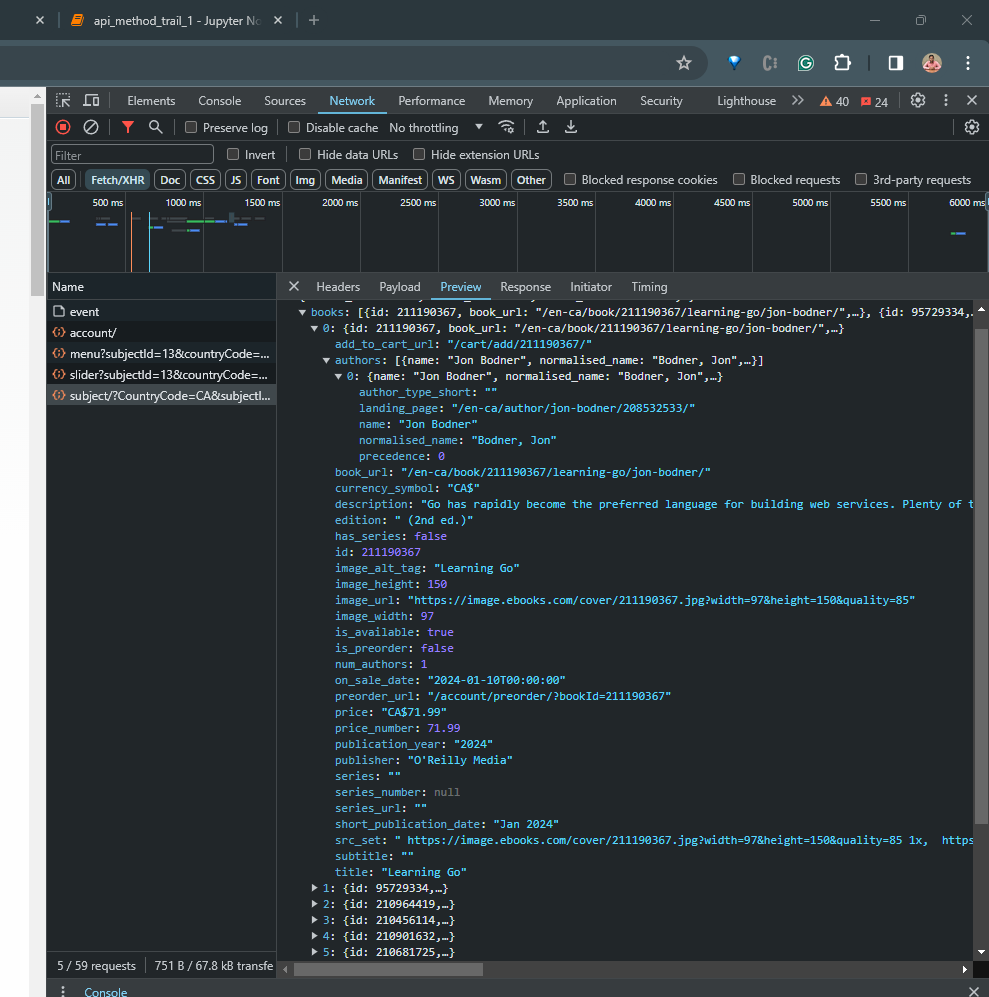 api_method_trail_1 - Jupyter No
Elements Console Sources Network Performance Memory Application Security Lighthouse 40 24
Preserve log Disable cache No throttling
Filter Invert Hide data URLs Hide extension URLs
All Fetch/XHR Doc CSS JS Font Img Media Manifest WS Wasm Other Blocked response cookies Blocked requests 3rd-party requests
500 ms 1000 ms 1500 ms 2000 ms 2500 ms 3000 ms 3500 ms 4000 ms 4500 ms 5000 ms 5500 ms 6000 ms
Name
event
account/
menu?subjectId=13&countryCode=...
slider?subjectId=13&countryCode=...
subject/?CountryCode=CA&subjectI...
Headers Payload Preview Response Initiator Timing
books: [{id: 211190367, book_url: "/en-ca/book/211190367/learning-go/jon-bodner/",…}, {id: 95729334,…
0: {id: 211190367, book_url: "/en-ca/book/211190367/learning-go/jon-bodner/",…}
add_to_cart_url: "/cart/add/211190367/"
authors: [{name: "Jon Bodner", normalised_name: "Bodner, Jon",…}]
0: {name: "Jon Bodner", normalised_name: "Bodner, Jon",…}
author_type_short: ""
landing_page: "/en-ca/author/jon-bodner/208532533/"
name: "Jon Bodner"
normalised_name: "Bodner, Jon"
precedence: 0
book_url: "/en-ca/book/211190367/learning-go/jon-bodner/"
currency_symbol: "CA$"
description: "Go has rapidly become the preferred language for building web services. Plenty of t
edition: " (2nd ed.)"
has_series: false
id: 211190367
image_alt_tag: "Learning Go"
image_height: 150
image_url: "https://image.ebooks.com/cover/211190367.jpg?width=97&height=150&quality=85"
image_width: 97
is_available: true
is_preorder: false
num_authors: 1
on_sale_date: "2024-01-10T00:00:00"
preorder_url: "/account/preorder/?bookId=211190367"
price: "CA$71.99"
price_number: 71.99
publication_year: "2024"
publisher: "O'Reilly Media"
series: ""
series_number: null
series_url: ""
short_publication_date: "Jan 2024"
src_set: " https://image.ebooks.com/cover/211190367.jpg?width=97&height=150&quality=85 1x, https
subtitle: ""
title: "Learning Go"
1: {id: 95729334,…}
2: {id: 210964419,…}
3: {id: 210456114,…}
4: {id: 210901632,…}
5: {id: 210681725,…}
5 / 59 requests 751 B / 67.8 kB transfe
Console